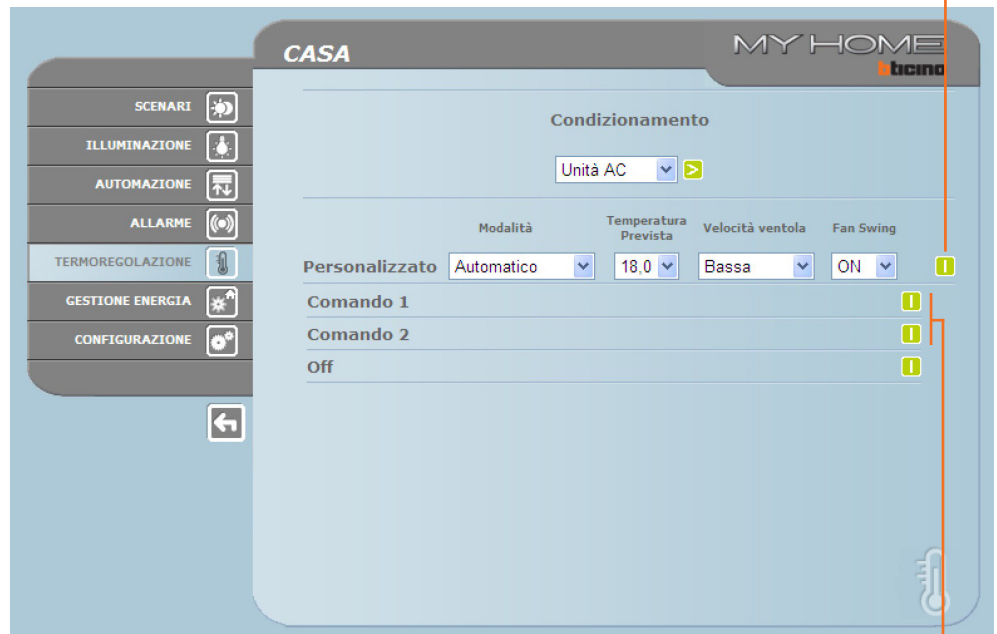 CASA
MY HOME
bticino
SCENARI
ILLUMINAZIONE
AUTOMAZIONE
ALLARME
TERMOREGOLAZIONE
GESTIONE ENERGIA
CONFIGURAZIONE
Condizionamento
Unità AC
Modalità
Temperatura
Prevista
Velocità ventola
Fan Swing
Personalizzato Automatico 18,0 Bassa ON
Comando 1
Comando 2
Off